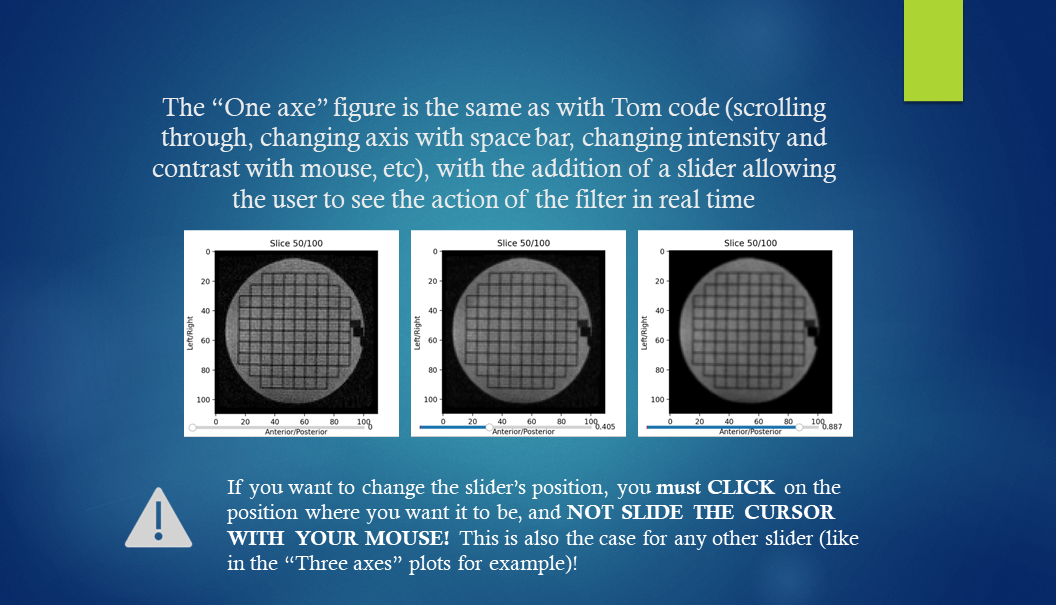 The “One axe” figure is the same as with Tom code (scrolling
through, changing axis with space bar, changing intensity and
contrast with mouse, etc), with the addition of a slider allowing
the user to see the action of the filter in real time
Slice 50/100
0
20
40
60
80
100
Left/Right
0 20 40 60 80 100
Anterior/Posterior
0
Slice 50/100
0
20
40
60
80
100
Left/Right
0 20 40 60 80 100
Anterior/Posterior
0.405
Slice 50/100
0
20
40
60
80
100
Left/Right
0 20 40 60 80 100
Anterior/Posterior
0.887
If you want to change the slider’s position, you must CLICK on the
position where you want it to be, and NOT SLIDE THE CURSOR
WITH YOUR MOUSE! This is also the case for any other slider (like
in the “Three axes” plots for example)!